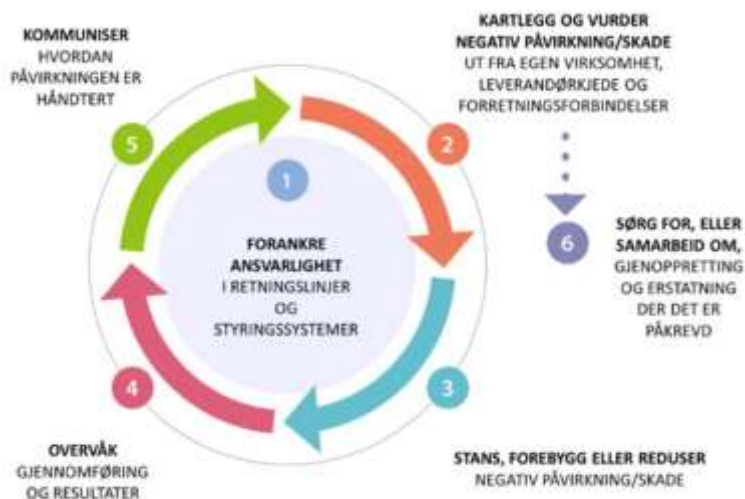 KOMMUNISER
HVORDAN
PÅVIRKNINGEN ER
HÅNDTERT
5
KARTLEGG OG VURDER
NEGATIV PÅVIRKNING/SKADE
UT FRA EGEN VIRKSOMHET,
LEVERANDØRKJEDE OG
FORRETNINGSFORBINDELSER
2
1
FORANKRE
ANSVARLIGHET
I RETNINGSLINJER
OG
STYRINGSSYSTEMER
6
SØRG FOR, ELLER
SAMARBEID OM,
GJENOPPRETTING
OG ERSTATNING
DER DET ER
PÅKREVD
4
OVERVÅK
GJENNOMFØRING
OG RESULTATER
3
STANS, FOREBYGG ELLER REDUSER
NEGATIV PÅVIRKNING/SKADE